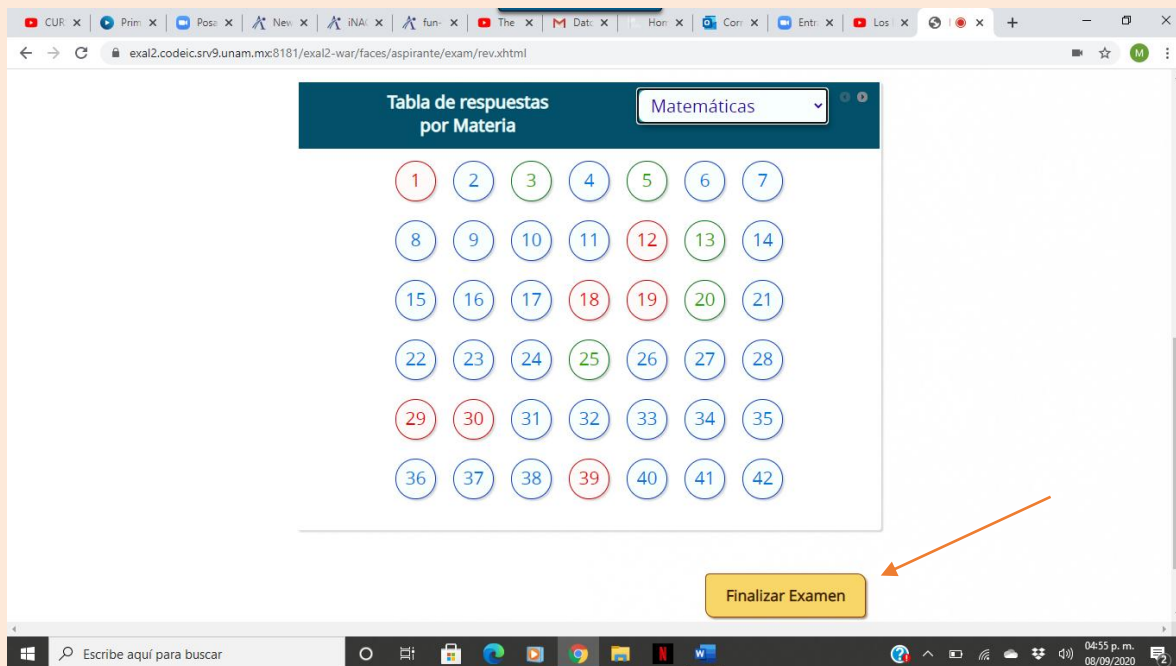 CUR Prim Posa New iNAC fun- The M Datc Hor Corr Entr Los
exal2.codeic.srv9.unam.mx:8181/exal2-war/faces/aspirante/exam/rev.xhtml M
Tabla de respuestas
por Materia
Matemáticas
1 2 3 4 5 6 7
8 9 10 11 12 13 14
15 16 17 18 19 20 21
22 23 24 25 26 27 28
29 30 31 32 33 34 35
36 37 38 39 40 41 42
Finalizar Examen
Escribe aquí para buscar
04:55 p. m.
08/09/2020